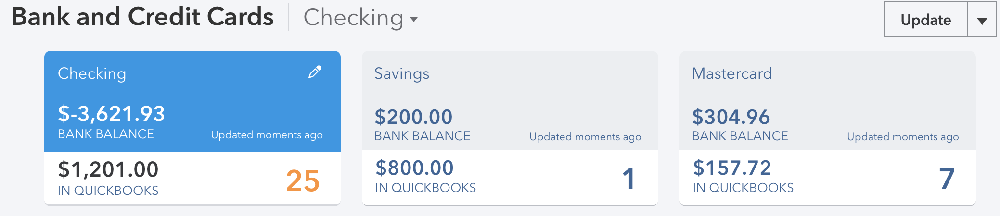 Bank and Credit Cards Checking Update
Checking
$-3,621.93
BANK BALANCE Updated moments ago
$1,201.00
IN QUICKBOOKS
25
Savings
$200.00
BANK BALANCE Updated moments ago
$800.00
IN QUICKBOOKS
1
Mastercard
$304.96
BANK BALANCE Updated moments ago
$157.72
IN QUICKBOOKS
7